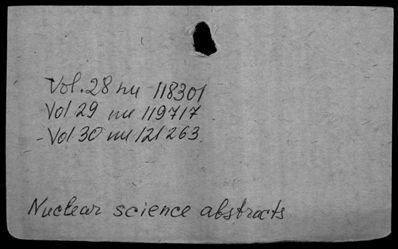 Vol. 28 nu 118301
Vol 29 nu 119717
- Vol 30 nu 121263
Nuclear science abstracts